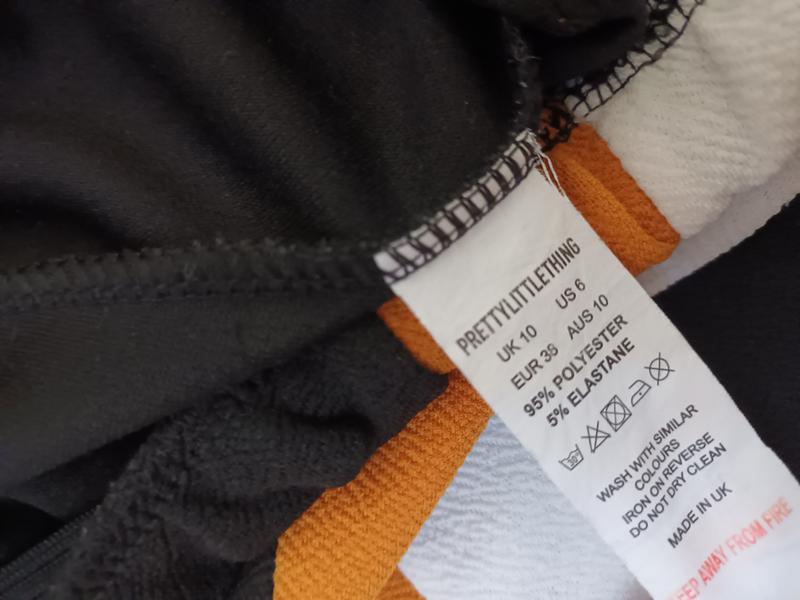 PRETTYLITTLETHING
UK 10 US 6
EUR 38 AUS 10
95% POLYESTER
5% ELASTANE
WASH WITH SIMILAR
COLOURS
IRON ON REVERSE
DO NOT DRY CLEAN
MADE IN UK
EEP AWAY FROM FIRE